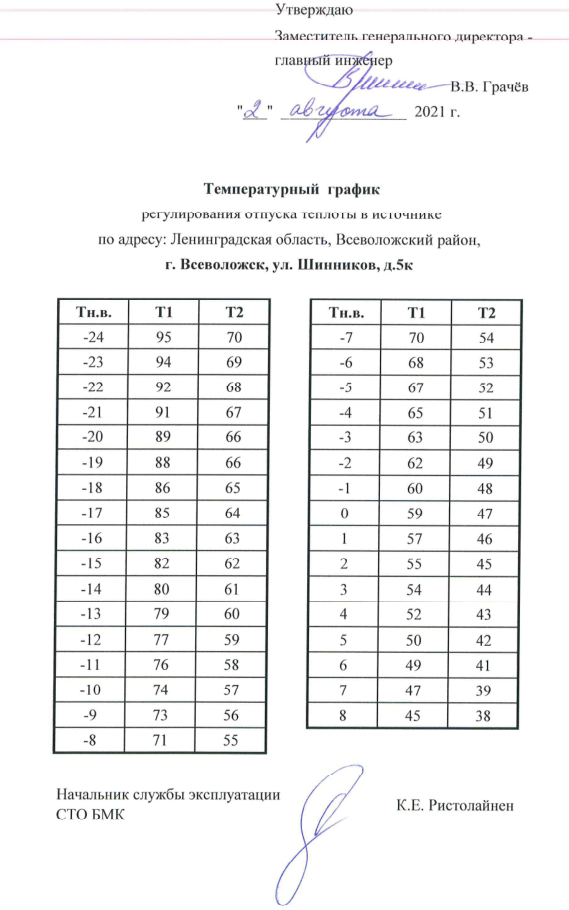 Утверждаю
Заместитель генерального директора -
главный инженер
В.В. Грачёв
"2" августа 2021 г.
Температурный график
регулирования отпуска теплоты в источнике
по адресу: Ленинградская область, Всеволожский район,
г. Всеволожск, ул. Шинников, д.5к
Тн.в. Т1 Т2
-24 95 70
-23 94 69
-22 92 68
-21 91 67
-20 89 66
-19 88 66
-18 86 65
-17 85 64
-16 83 63
-15 82 62
-14 80 61
-13 79 60
-12 77 59
-11 76 58
-10 74 57
-9 73 56
-8 71 55
Тн.в. Т1 Т2
-7 70 54
-6 68 53
-5 67 52
-4 65 51
-3 63 50
-2 62 49
-1 60 48
0 59 47
1 57 46
2 55 45
3 54 44
4 52 43
5 50 42
6 49 41
7 47 39
8 45 38
Начальник службы эксплуатации
СТО БМК
К.Е. Ристолайнен